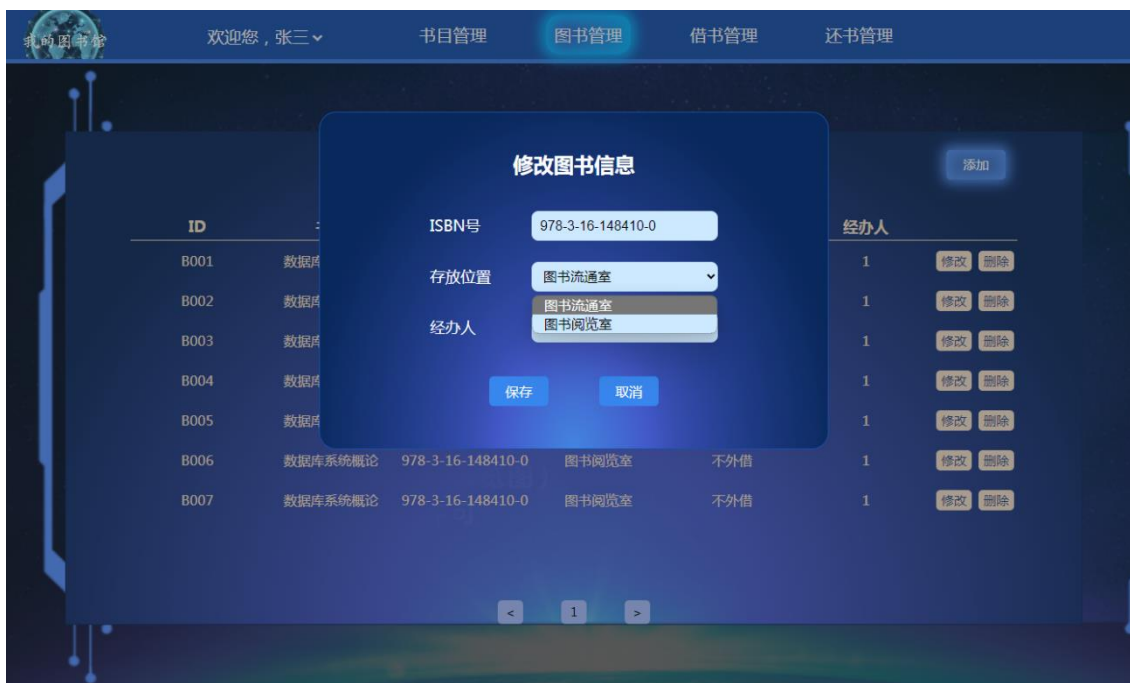 我的图书馆 欢迎您，张三 书目管理 图书管理 借书管理 还书管理
修改图书信息
添加
ISBN号 978-3-16-148410-0
ID 经办人
B001 数据库 1 修改 删除
存放位置 图书流通室
B002 数据库 1 修改 删除
图书流通室
图书阅览室
经办人
B003 数据库 1 修改 删除
B004 数据库 1 修改 删除
保存 取消
B005 数据库 1 修改 删除
B006 数据库系统概论 978-3-16-148410-0 图书阅览室 不外借 1 修改 删除
B007 数据库系统概论 978-3-16-148410-0 图书阅览室 不外借 1 修改 删除
< 1 >